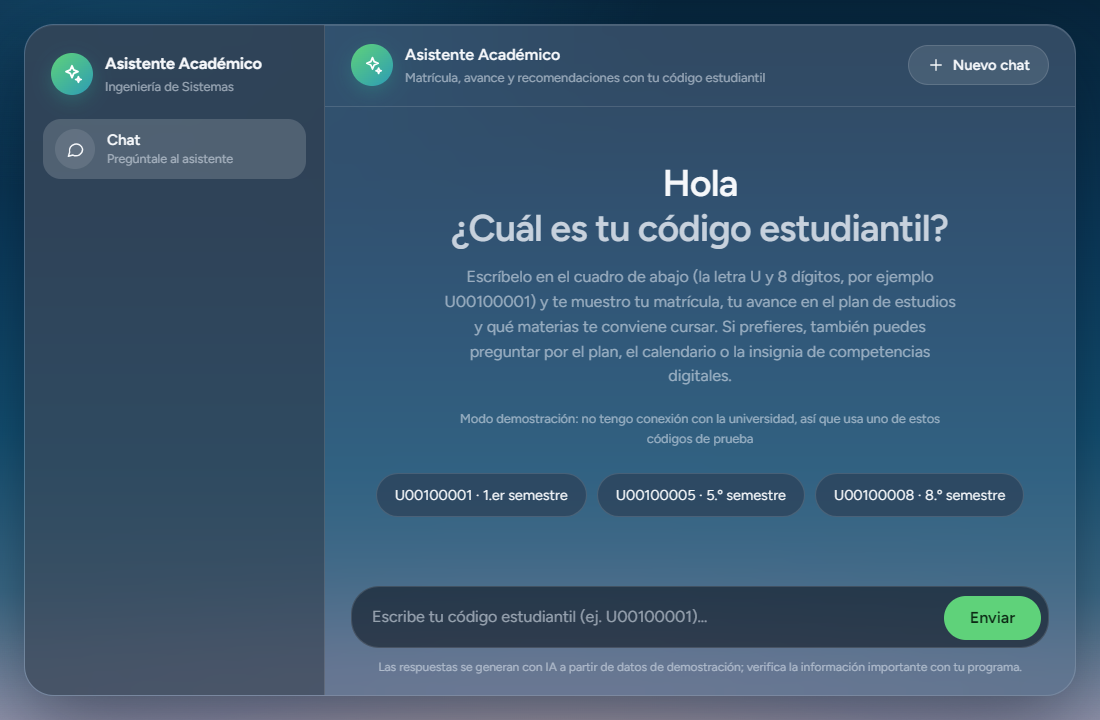 Asistente Académico
Ingeniería de Sistemas
Chat
Pregúntale al asistente
Asistente Académico
Matrícula, avance y recomendaciones con tu código estudiantil
Nuevo chat
Hola
¿Cuál es tu código estudiantil?
Escríbelo en el cuadro de abajo (la letra U y 8 dígitos, por ejemplo
U00100001) y te muestro tu matrícula, tu avance en el plan de estudios
y qué materias te conviene cursar. Si prefieres, también puedes
preguntar por el plan, el calendario o la insignia de competencias
digitales.
Modo demostración: no tengo conexión con la universidad, así que usa uno de estos
códigos de prueba
U00100001 · 1.er semestre
U00100005 · 5.º semestre
U00100008 · 8.º semestre
Escribe tu código estudiantil (ej. U00100001)...
Enviar
Las respuestas se generan con IA a partir de datos de demostración; verifica la información importante con tu programa.